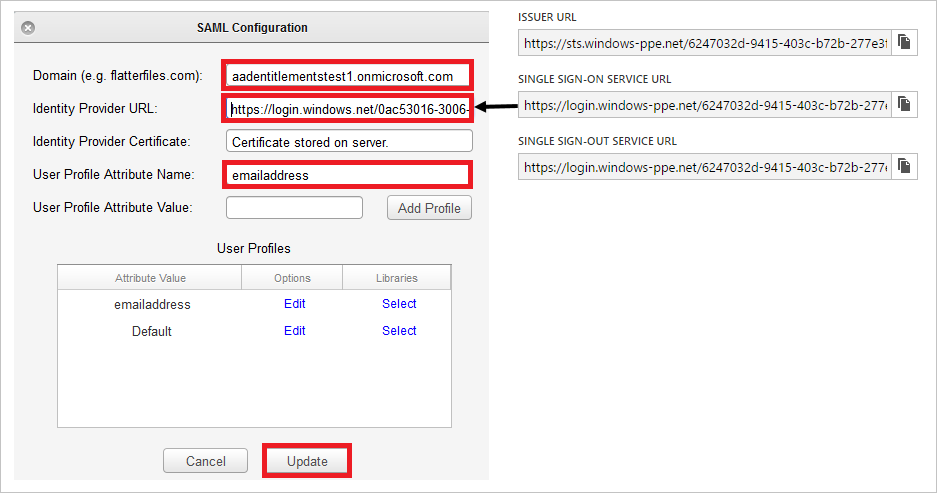 SAML Configuration
Domain (e.g. flatterfiles.com): aadentitlementstest1.onmicrosoft.com
Identity Provider URL: https://login.windows.net/0ac53016-3006-
Identity Provider Certificate: Certificate stored on server.
User Profile Attribute Name: emailaddress
User Profile Attribute Value: Add Profile
User Profiles
Attribute Value Options Libraries
emailaddress Edit Select
Default Edit Select
Cancel Update
ISSUER URL
https://sts.windows-ppe.net/6247032d-9415-403c-b72b-277e3f
SINGLE SIGN-ON SERVICE URL
https://login.windows-ppe.net/6247032d-9415-403c-b72b-277e
SINGLE SIGN-OUT SERVICE URL
https://login.windows-ppe.net/6247032d-9415-403c-b72b-277e